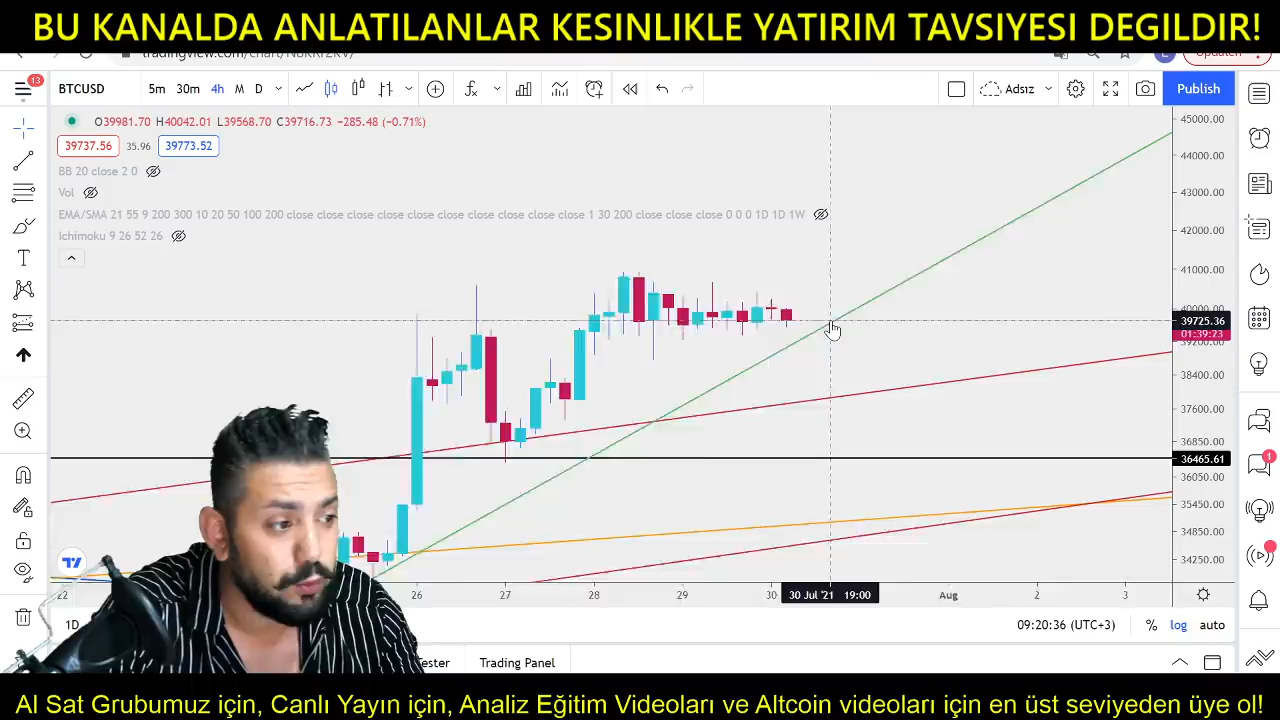 BU KANALDA ANLATILANLAR KESINLIKLE YATIRIM TAVSIYESI DEGILDIR!
13
BTCUSD 5m 30m 4h M D Adsız Publish
O39981.70 H40042.01 L39568.70 C39716.73 −285.48 (−0.71%)
39737.56 35.96 39773.52
BB 20 close 2 0
Vol
EMA/SMA 21 55 9 200 300 10 20 50 100 200 close close close close close close close close close close 1 30 200 close close close 0 0 0 1D 1D 1W
Ichimoku 9 26 52 26
45000.00
44000.00
43000.00
42000.00
41000.00
40000.00
39725.36
01:39:23
39200.00
38400.00
37600.00
36850.00
36465.61
1
36050.00
35450.00
34850.00
34250.00
22 26 27 28 29 30 30 Jul '21 19:00 Aug 2 3
1D 09:20:36 (UTC+3) % log auto
Trading Panel
Al Sat Grubumuz için, Canlı Yayın için, Analiz Eğitim Videoları ve Altcoin videoları için en üst seviyeden üye ol!